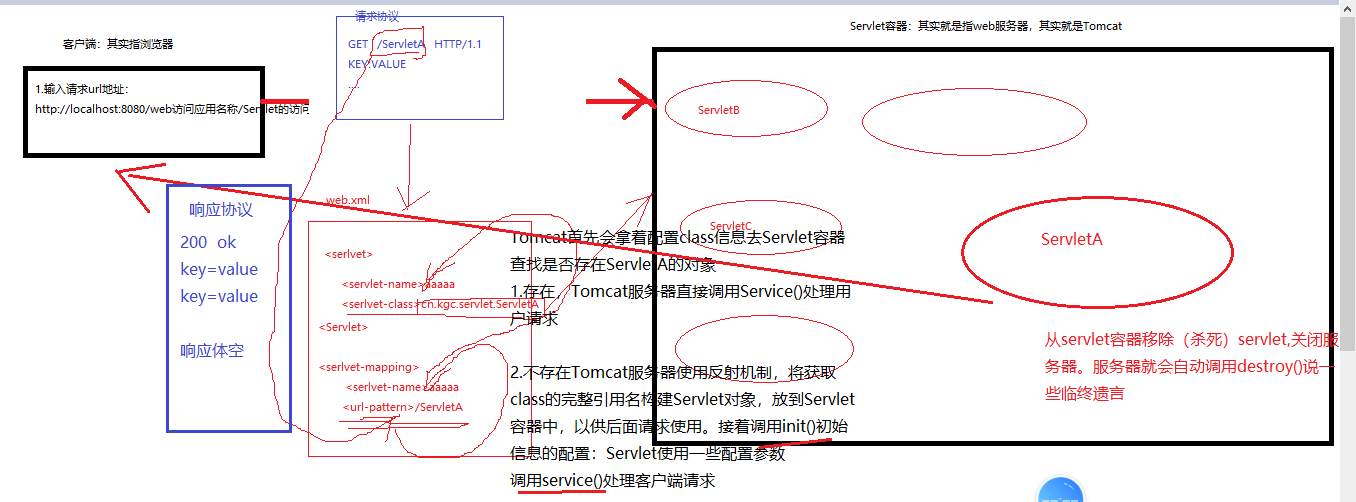 请求协议
Servlet容器：其实就是指web服务器，其实就是Tomcat
客户端：其实指浏览器
GET /ServletA HTTP/1.1
KEY:VALUE
....
1.输入请求url地址:
http://localhost:8080/web访问应用名称/Servlet的访问
ServletB
响应协议
200 ok
key=value
key=value
响应体空
web.xml
<serlvet>
<servlet-name>aaaaa
<serlvet-class>cn.kgc.servlet.ServletA
<Servlet>
<serlvet-mapping>
<serlvet-name>aaaaa
<url-pattern>/ServletA
ServletC
ServletA
Tomcat首先会拿着配置class信息去Servlet容器
查找是否存在ServletA的对象
1.存在，Tomcat服务器直接调用Service()处理用
户请求
2.不存在Tomcat服务器使用反射机制，将获取
class的完整引用名构建Servlet对象，放到Servlet
容器中，以供后面请求使用。接着调用init()初始
信息的配置：Servlet使用一些配置参数
调用service()处理客户端请求
从servlet容器移除（杀死）servlet,关闭服
务器。服务器就会自动调用destroy()说一
些临终遗言